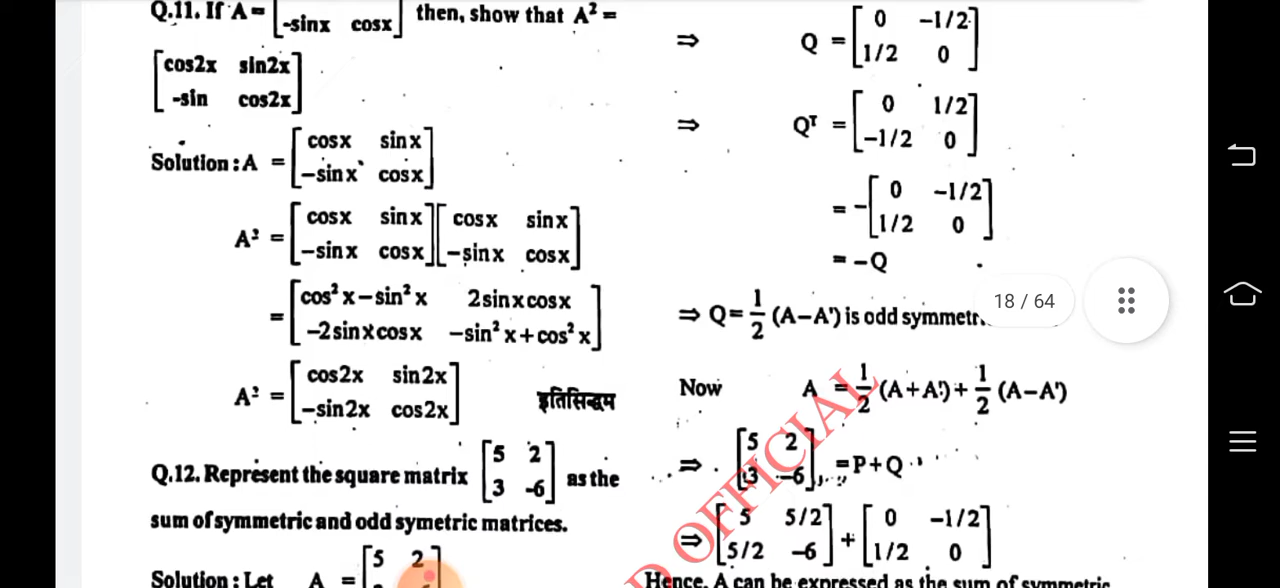 Q.11. If A = [ -sinx cosx ] then, show that A² =
[ cos2x sin2x
-sin cos2x ]
Solution : A = [ cosx sinx
-sinx cosx ]
A² = [ cosx sinx ] [ cosx sinx ]
[ -sinx cosx ] [ -sinx cosx ]
= [ cos²x-sin²x 2sinxcosx
-2sinxcosx -sin²x+cos²x ]
A² = [ cos2x sin2x
-sin2x cos2x ] इतिसिद्धम
Q.12. Represent the square matrix [ 5 2
3 -6 ] as the
sum of symmetric and odd symetric matrices.
Solution : Let A = [ 5 2 ]
⇒ Q = [ 0 -1/2
1/2 0 ]
⇒ Qᵀ = [ 0 1/2
-1/2 0 ]
= - [ 0 -1/2
1/2 0 ]
= -Q
⇒ Q = 1/2 (A-A') is odd
18 / 64
Now A = 1/2 (A+A') + 1/2 (A-A')
⇒ [ 5 2
3 -6 ] = P+Q
⇒ [ 5 5/2 ] + [ 0 -1/2 ]
[ 5/2 -6 ] [ 1/2 0 ]
Hence, A can be expressed as the sum of symmetric
OFFICIAL